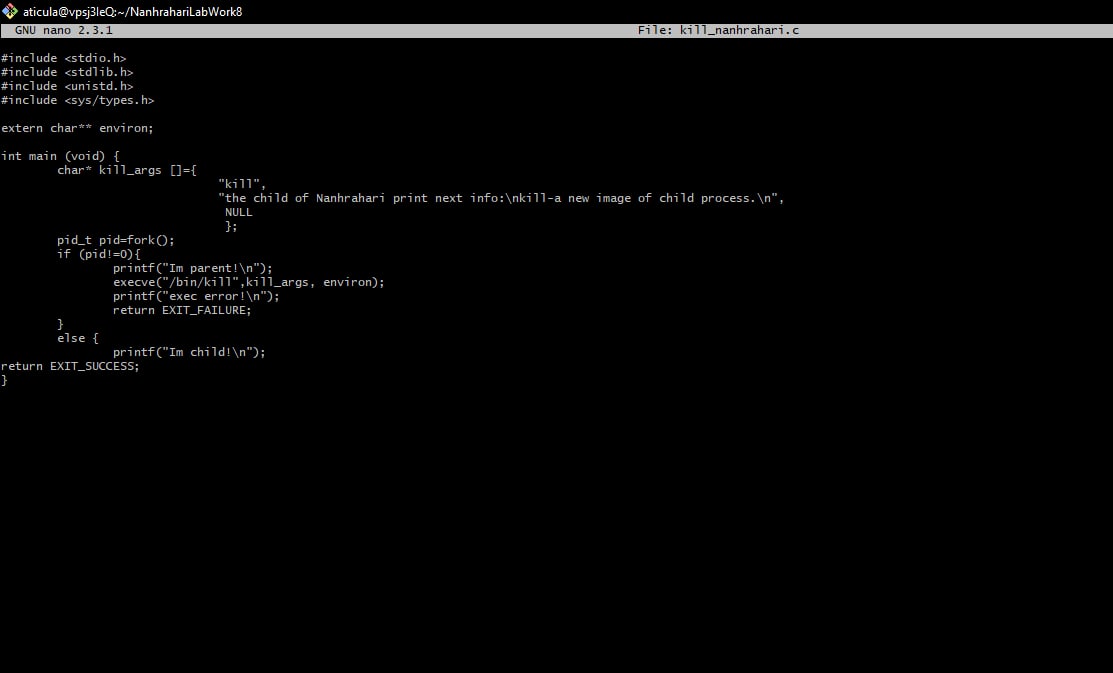 aticula@vpsj3leQ:~/NanhrahariLabWork8
GNU nano 2.3.1 File: kill_nanhrahari.c
#include <stdio.h>
#include <stdlib.h>
#include <unistd.h>
#include <sys/types.h>
extern char** environ;
int main (void) {
char* kill_args []={
"kill",
"the child of Nanhrahari print next info:\nkill-a new image of child process.\n",
NULL
};
pid_t pid=fork();
if (pid!=0){
printf("Im parent!\n");
execve("/bin/kill",kill_args, environ);
printf("exec error!\n");
return EXIT_FAILURE;
}
else {
printf("Im child!\n");
return EXIT_SUCCESS;
}